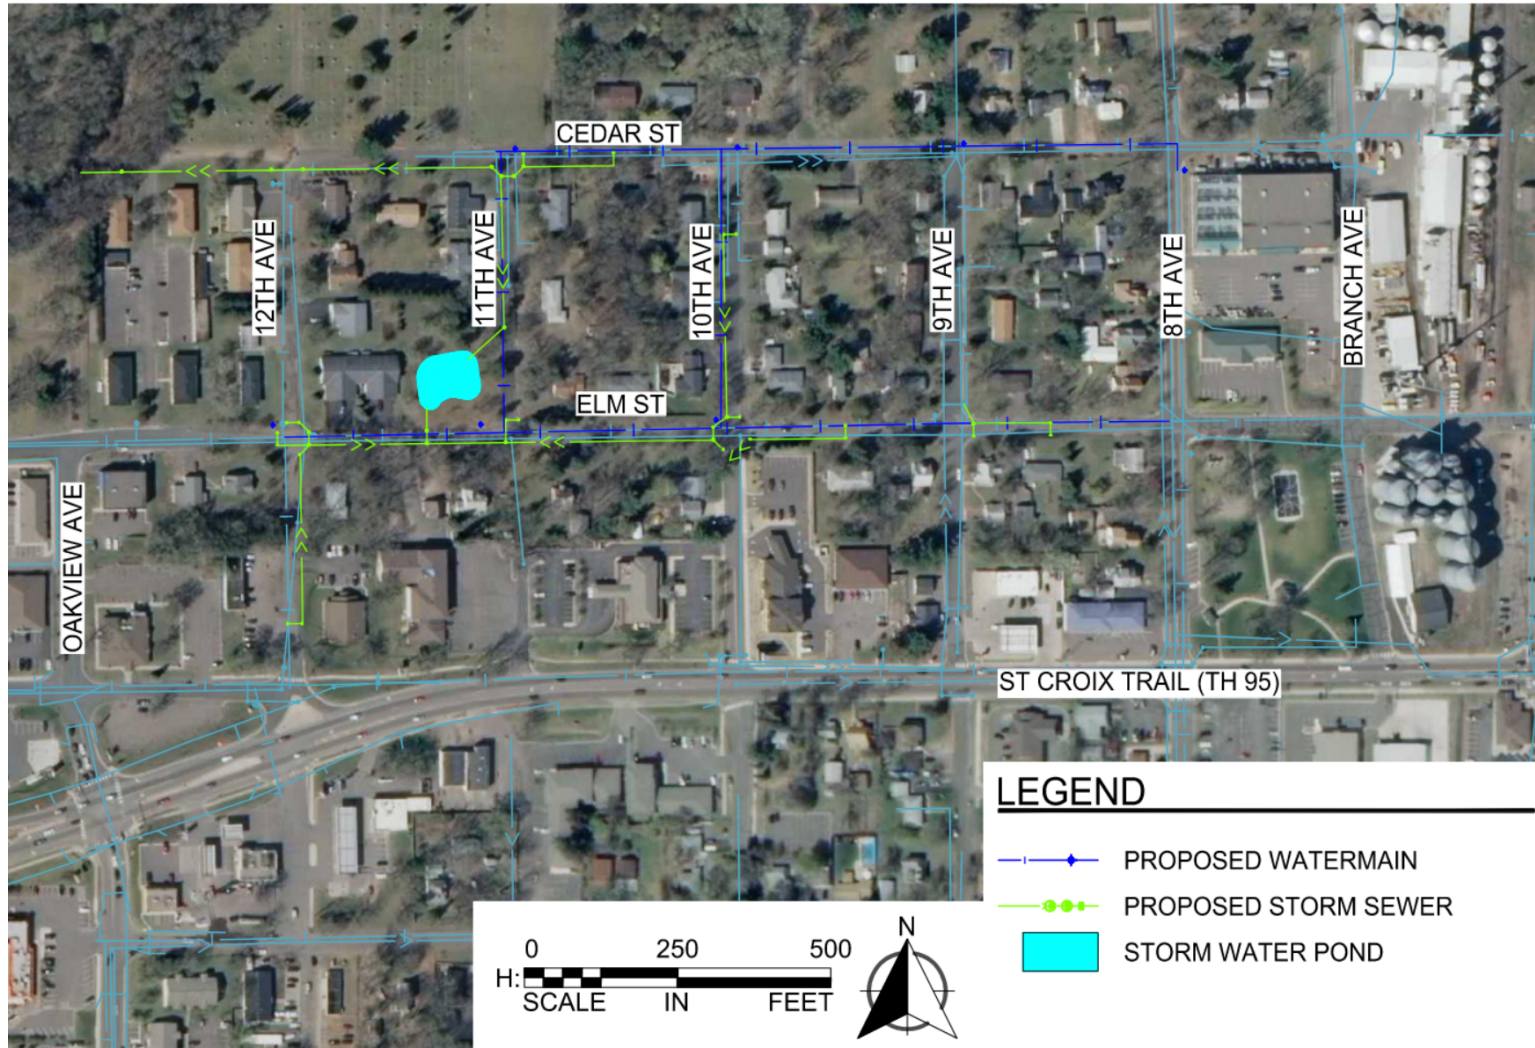 CEDAR ST
12TH AVE
11TH AVE
10TH AVE
9TH AVE
8TH AVE
BRANCH AVE
ELM ST
OAKVIEW AVE
ST CROIX TRAIL (TH 95)
LEGEND
PROPOSED WATERMAIN
PROPOSED STORM SEWER
STORM WATER POND
0 250 500
H:
SCALE IN FEET
N